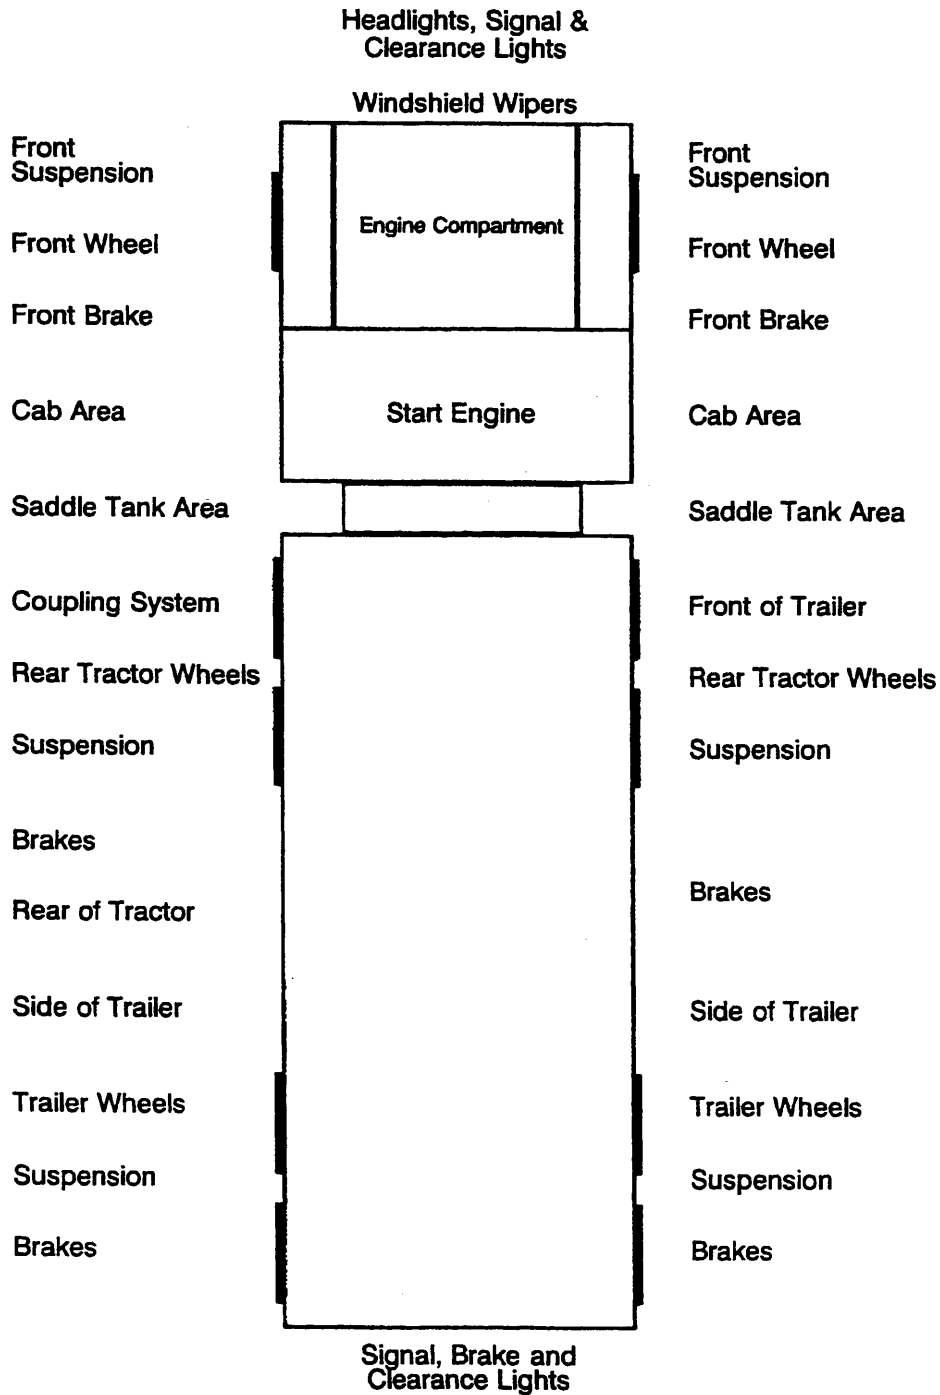 Headlights, Signal &
Clearance Lights
Windshield Wipers
Front
Suspension
Front Wheel
Front Brake
Cab Area
Saddle Tank Area
Coupling System
Rear Tractor Wheels
Suspension
Brakes
Rear of Tractor
Side of Trailer
Trailer Wheels
Suspension
Brakes
Engine Compartment
Start Engine
Front
Suspension
Front Wheel
Front Brake
Cab Area
Saddle Tank Area
Front of Trailer
Rear Tractor Wheels
Suspension
Brakes
Side of Trailer
Trailer Wheels
Suspension
Brakes
Signal, Brake and
Clearance Lights